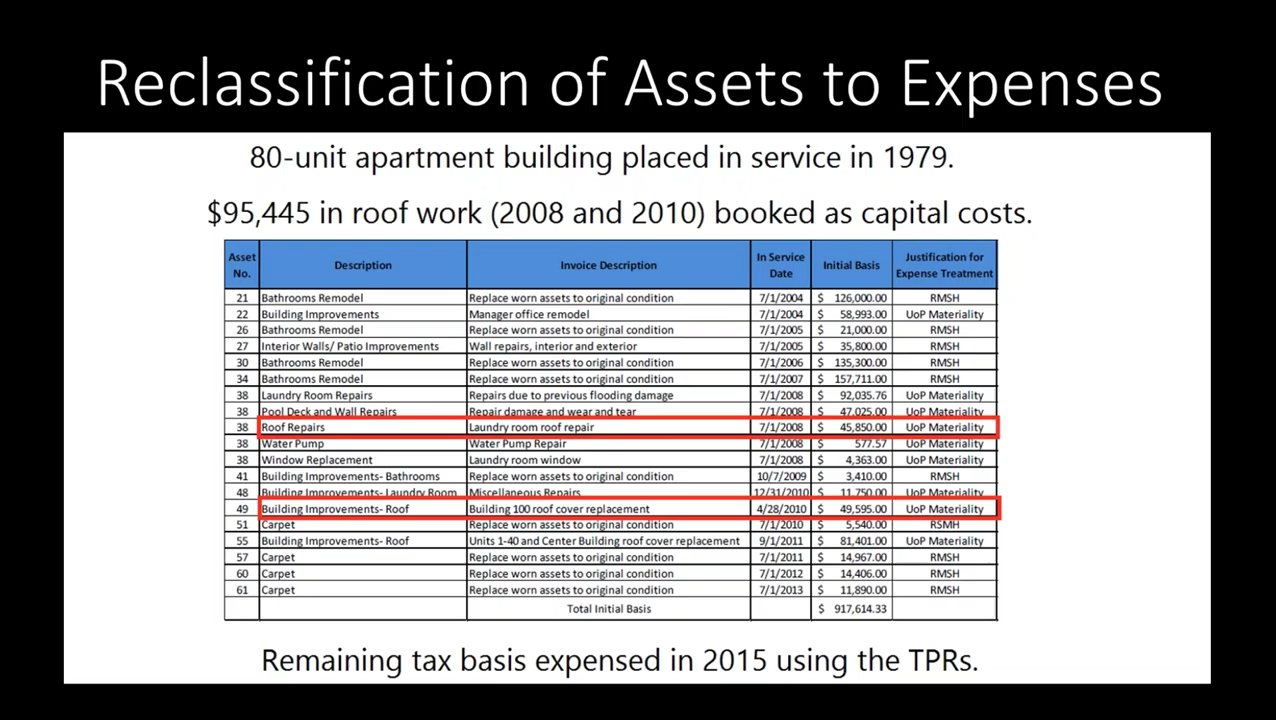 Reclassification of Assets to Expenses
80-unit apartment building placed in service in 1979.
$95,445 in roof work (2008 and 2010) booked as capital costs.
Asset No. Description Invoice Description In Service Date Initial Basis Justification for Expense Treatment
21 Bathrooms Remodel Replace worn assets to original condition 7/1/2004 $ 126,000.00 RMSH
22 Building Improvements Manager office remodel 7/1/2004 $ 58,993.00 UoP Materiality
26 Bathrooms Remodel Replace worn assets to original condition 7/1/2005 $ 21,000.00 RMSH
27 Interior Walls/ Patio Improvements Wall repairs, interior and exterior 7/1/2005 $ 35,800.00 RMSH
30 Bathrooms Remodel Replace worn assets to original condition 7/1/2006 $ 135,300.00 RMSH
34 Bathrooms Remodel Replace worn assets to original condition 7/1/2007 $ 157,711.00 RMSH
38 Laundry Room Repairs Repairs due to previous flooding damage 7/1/2008 $ 92,035.76 UoP Materiality
38 Pool Deck and Wall Repairs Repair damage and wear and tear 7/1/2008 $ 47,025.00 UoP Materiality
38 Roof Repairs Laundry room roof repair 7/1/2008 $ 45,850.00 UoP Materiality
38 Water Pump Water Pump Repair 7/1/2008 $ 577.57 UoP Materiality
38 Window Replacement Laundry room window 7/1/2008 $ 4,363.00 UoP Materiality
41 Building Improvements- Bathrooms Replace worn assets to original condition 10/7/2009 $ 3,410.00 RMSH
48 Building Improvements- Laundry Room Miscellaneous Repairs 12/31/2010 $ 11,750.00 UoP Materiality
49 Building Improvements- Roof Building 100 roof cover replacement 4/28/2010 $ 49,595.00 UoP Materiality
51 Carpet Replace worn assets to original condition 7/1/2010 $ 5,540.00 RSMH
55 Building Improvements- Roof Units 1-40 and Center Building roof cover replacement 9/1/2011 $ 81,401.00 UoP Materiality
57 Carpet Replace worn assets to original condition 7/1/2011 $ 14,967.00 RMSH
60 Carpet Replace worn assets to original condition 7/1/2012 $ 14,406.00 RMSH
61 Carpet Replace worn assets to original condition 7/1/2013 $ 11,890.00 RMSH
Total Initial Basis $ 917,614.33
Remaining tax basis expensed in 2015 using the TPRs.